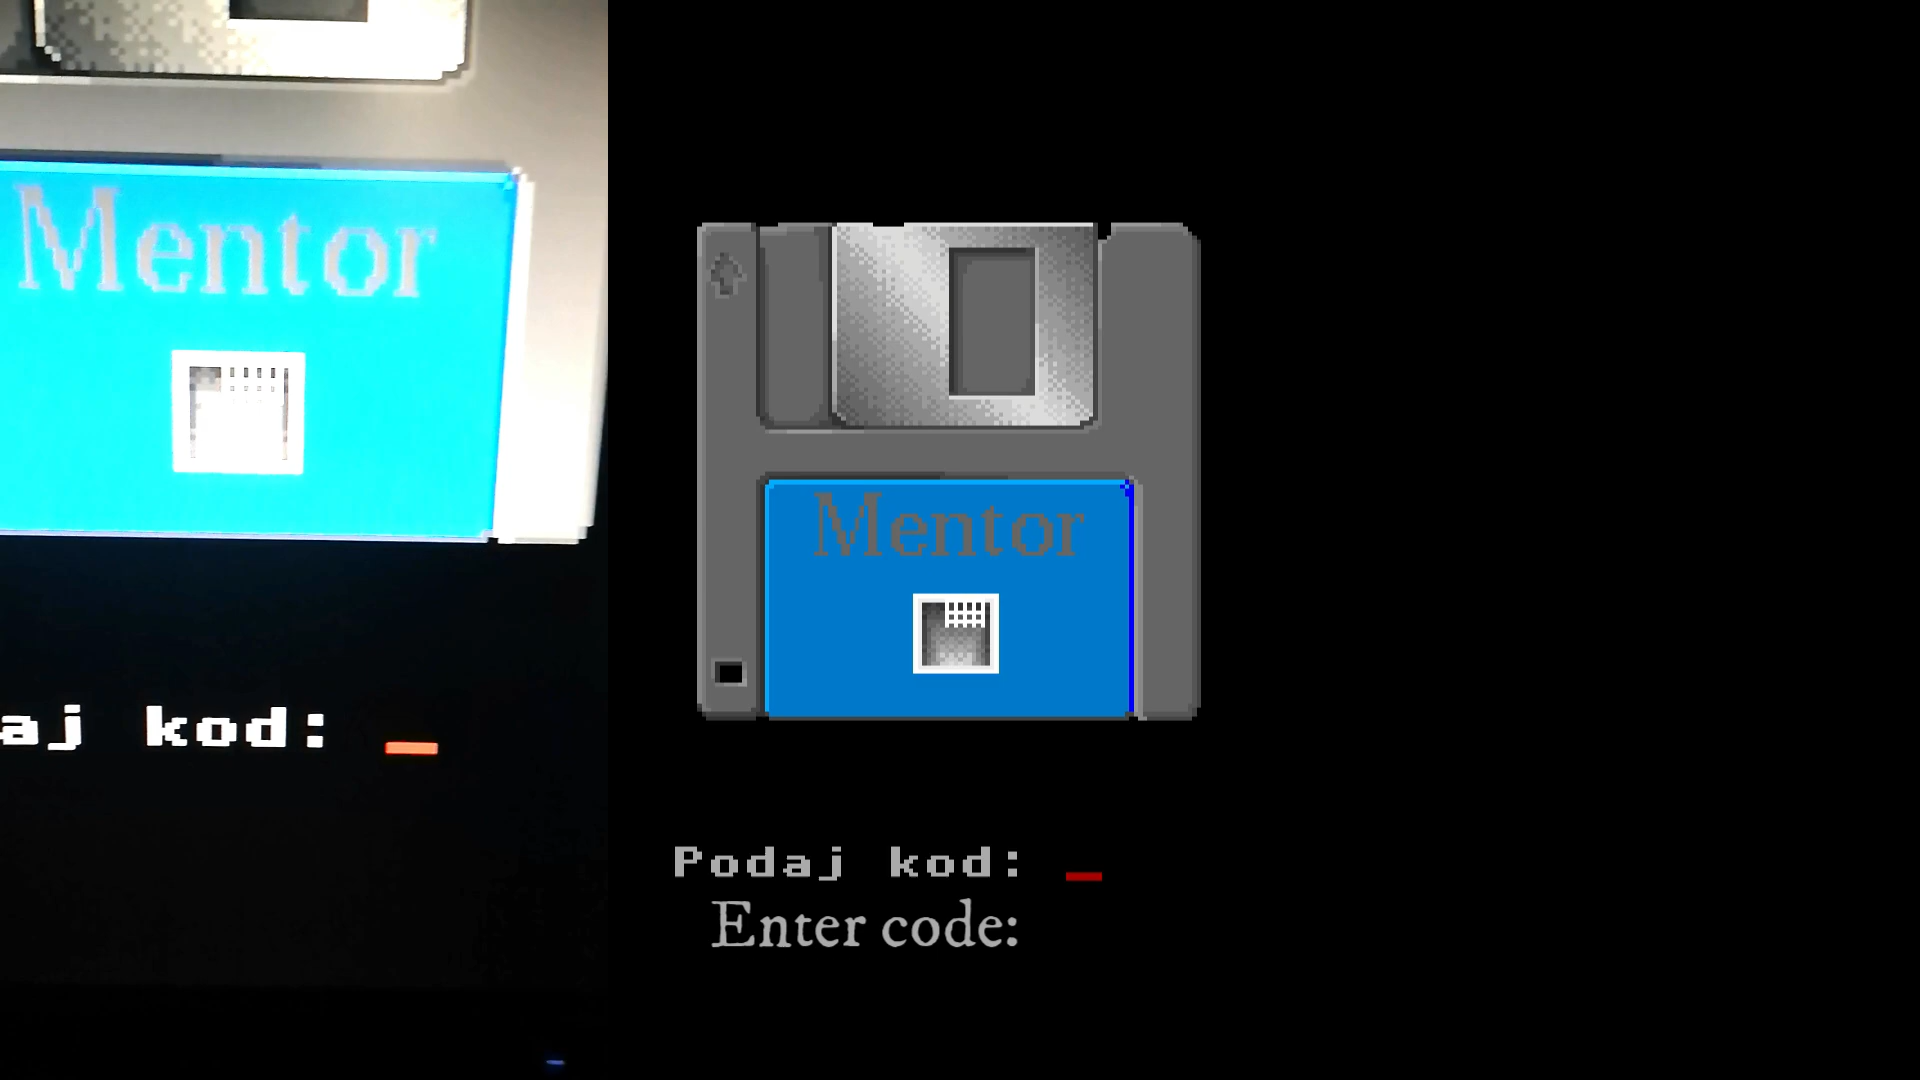 Mentor
aj kod: _
Mentor
Podaj kod: _
Enter code: